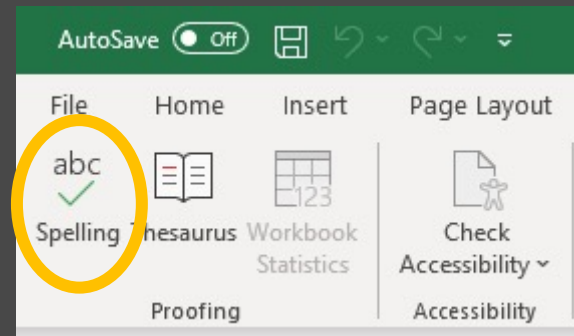 AutoSave Off
File Home Insert Page Layout
abc
123
Spelling Thesaurus Workbook Statistics Check Accessibility
Proofing Accessibility